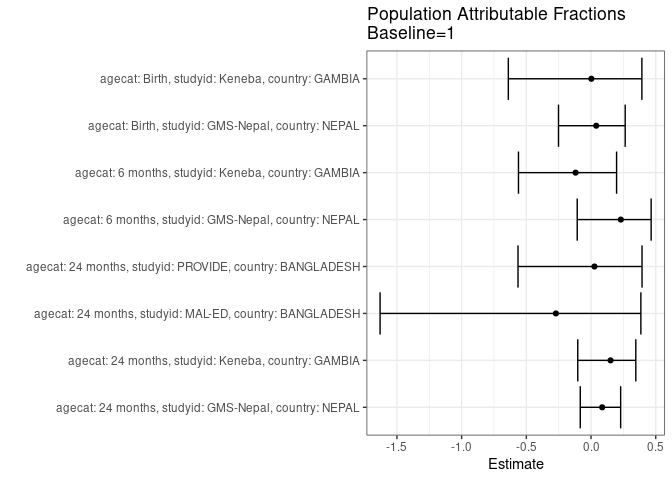 Population Attributable Fractions
Baseline=1
agecat: Birth, studyid: Keneba, country: GAMBIA
agecat: Birth, studyid: GMS-Nepal, country: NEPAL
agecat: 6 months, studyid: Keneba, country: GAMBIA
agecat: 6 months, studyid: GMS-Nepal, country: NEPAL
agecat: 24 months, studyid: PROVIDE, country: BANGLADESH
agecat: 24 months, studyid: MAL-ED, country: BANGLADESH
agecat: 24 months, studyid: Keneba, country: GAMBIA
agecat: 24 months, studyid: GMS-Nepal, country: NEPAL
-1.5 -1.0 -0.5 0.0 0.5
Estimate